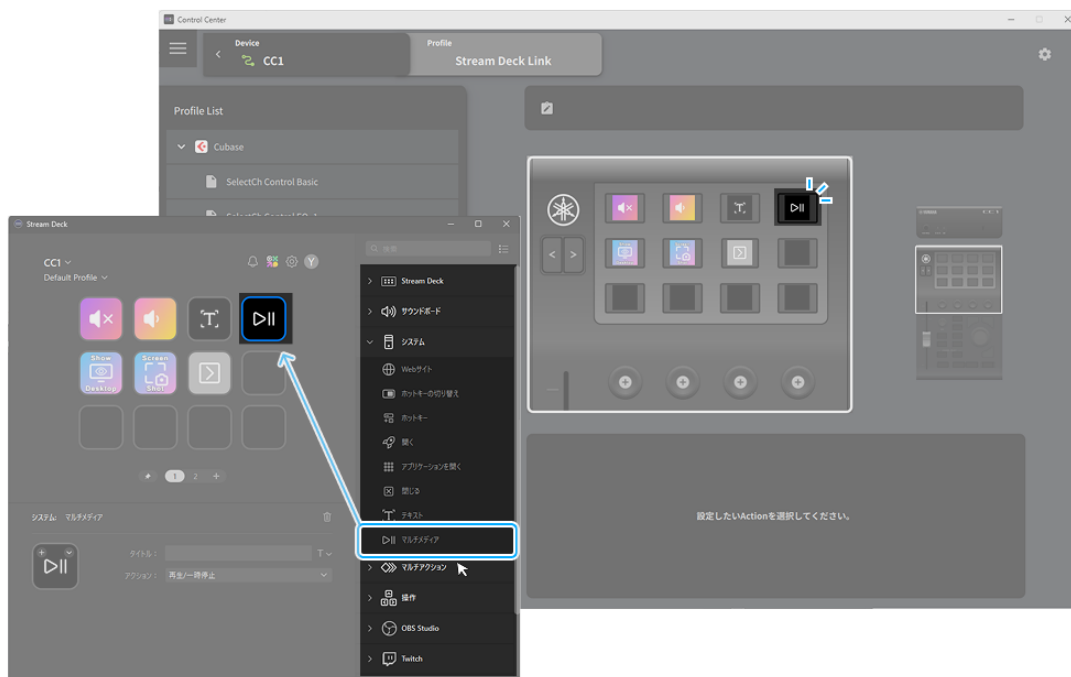 Control Center
Device
CC1
Profile
Stream Deck Link
Profile List
Cubase
SelectCh Control Basic
Stream Deck
CC1
Default Profile
Y
検索
Show
Desktop
Screen
Shot
1
2
Stream Deck
サウンドボード
システム
Webサイト
ホットキーの切り替え
ホットキー
開く
アプリケーションを開く
閉じる
テキスト
マルチメディア
マルチアクション
操作
OBS Studio
Twitch
システム: マルチメディア
タイトル:
T
アクション: 再生/一時停止
設定したいActionを選択してください。